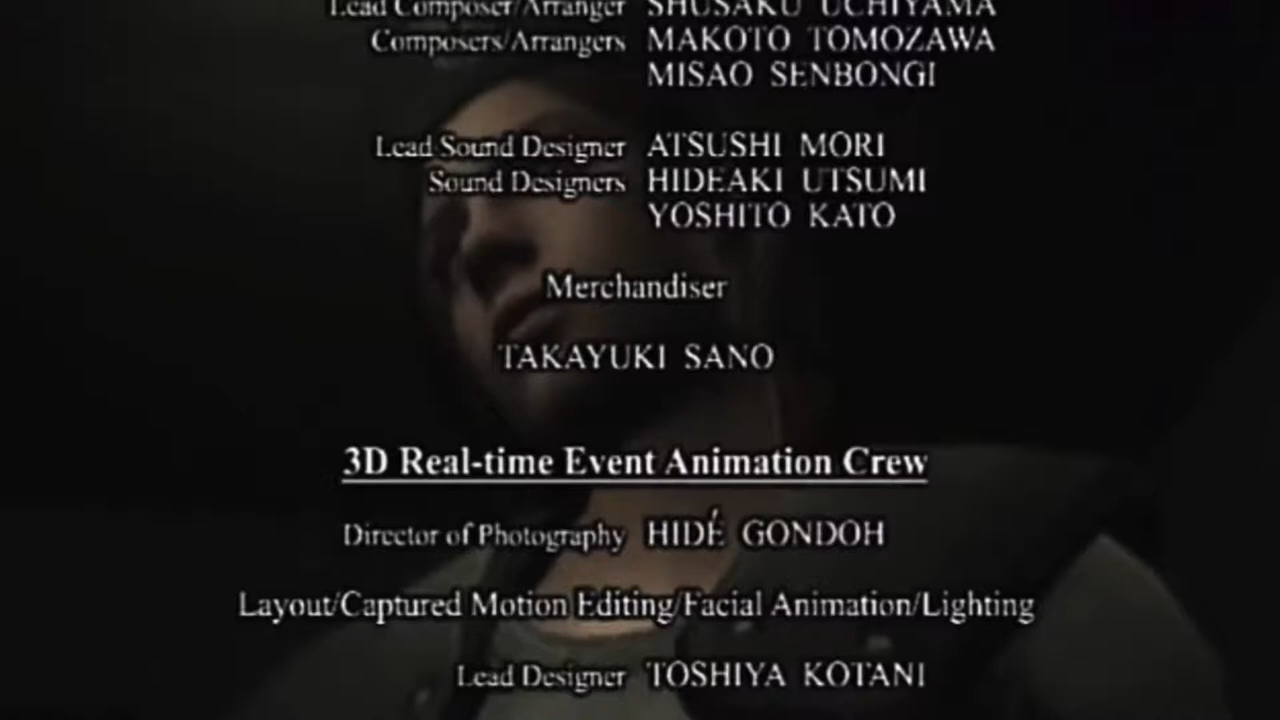 Lead Composer/Arranger SHUSAKU UCHIYAMA
Composers/Arrangers MAKOTO TOMOZAWA
MISAO SENBONGI
Lead Sound Designer ATSUSHI MORI
Sound Designers HIDEAKI UTSUMI
YOSHITO KATO
Merchandiser
TAKAYUKI SANO
3D Real-time Event Animation Crew
Director of Photography HIDÉ GONDOH
Layout/Captured Motion Editing/Facial Animation/Lighting
Lead Designer TOSHIYA KOTANI